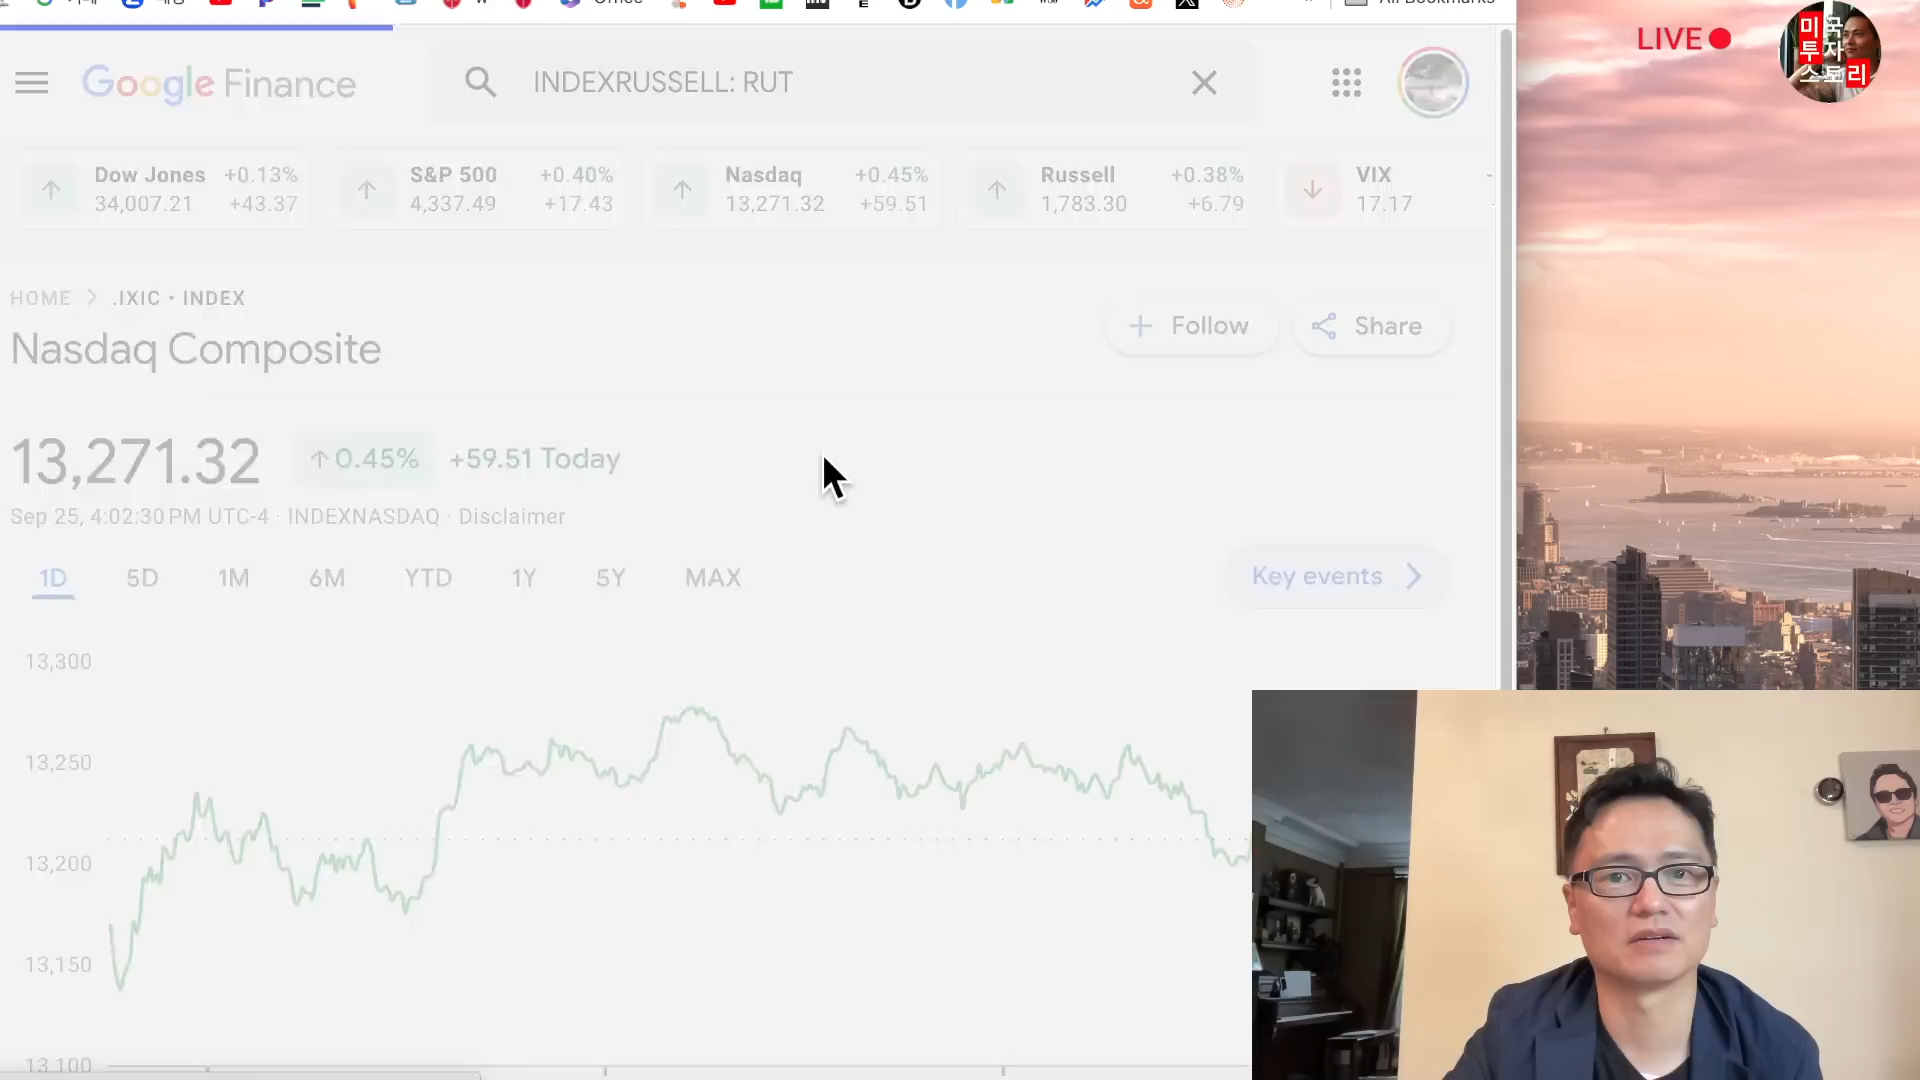 Office
All Bookmarks
LIVE
미국
투자
스토리
Google Finance
INDEXRUSSELL: RUT
Dow Jones +0.13%
34,007.21 +43.37
S&P 500 +0.40%
4,337.49 +17.43
Nasdaq +0.45%
13,271.32 +59.51
Russell +0.38%
1,783.30 +6.79
VIX
17.17
HOME > .IXIC • INDEX
Nasdaq Composite
Follow
Share
13,271.32 ↑0.45% +59.51 Today
Sep 25, 4:02:30 PM UTC-4 · INDEXNASDAQ · Disclaimer
1D 5D 1M 6M YTD 1Y 5Y MAX
Key events
13,300
13,250
13,200
13,150
13,100